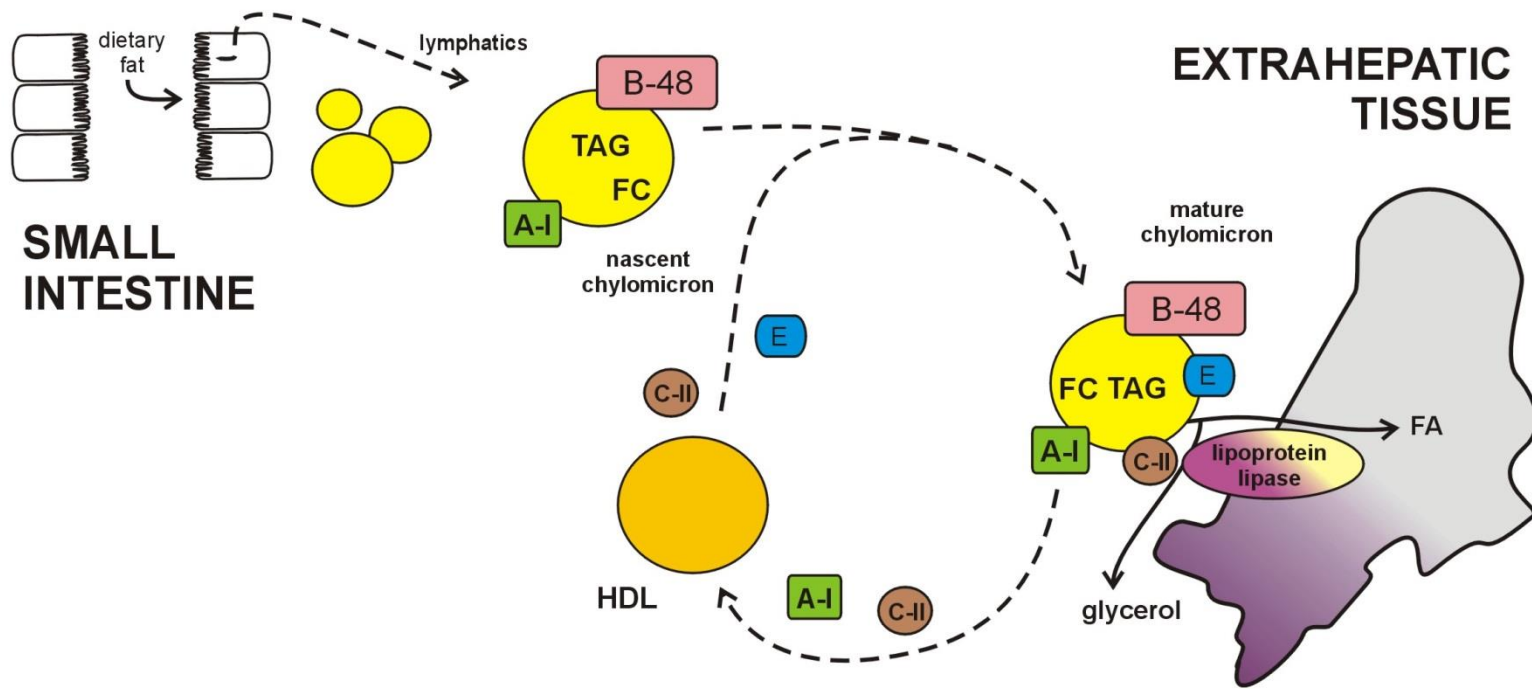 dietary
fat
lymphatics
B-48
TAG
FC
A-I
SMALL
INTESTINE
nascent
chylomicron
EXTRAHEPATIC
TISSUE
mature
chylomicron
B-48
E
FC TAG
E
C-II
A-I
C-II
lipoprotein
lipase
FA
HDL
A-I
C-II
glycerol